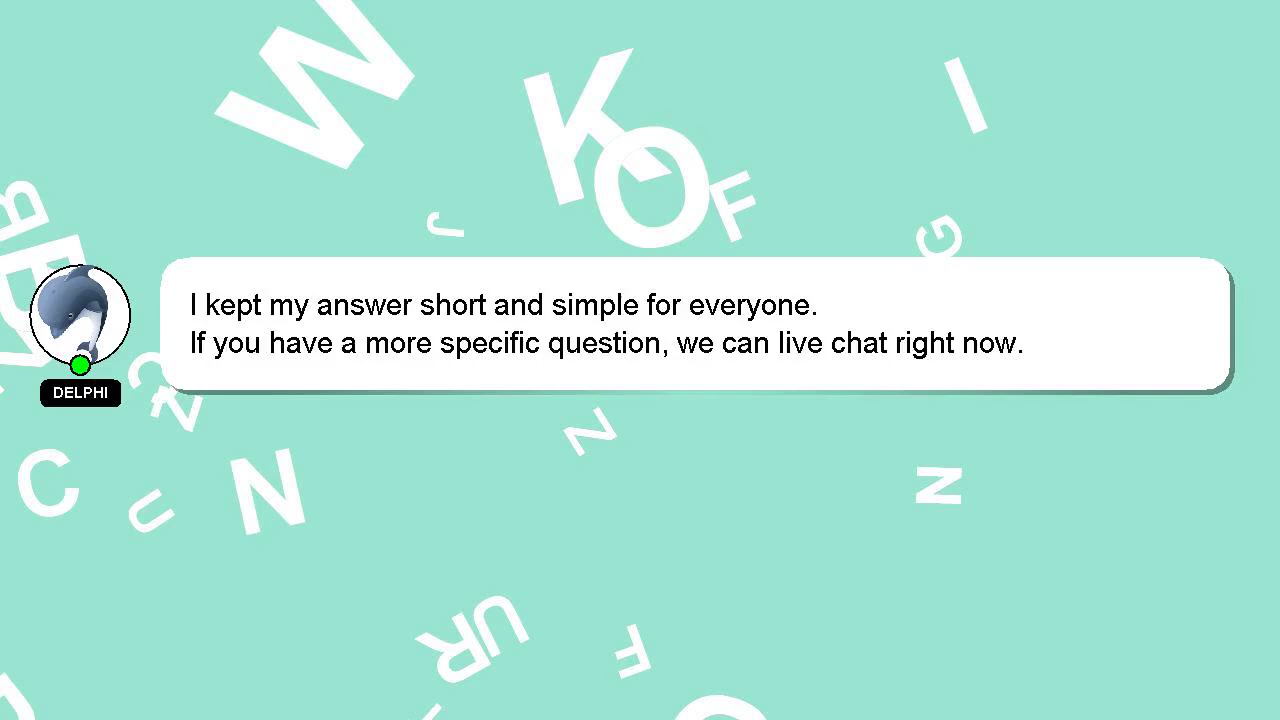 W
K
I
O
F
B
J
G
I kept my answer short and simple for everyone.
If you have a more specific question, we can live chat right now.
DELPHI
C
Z
N
Z
C
U
N
N
U
R
F